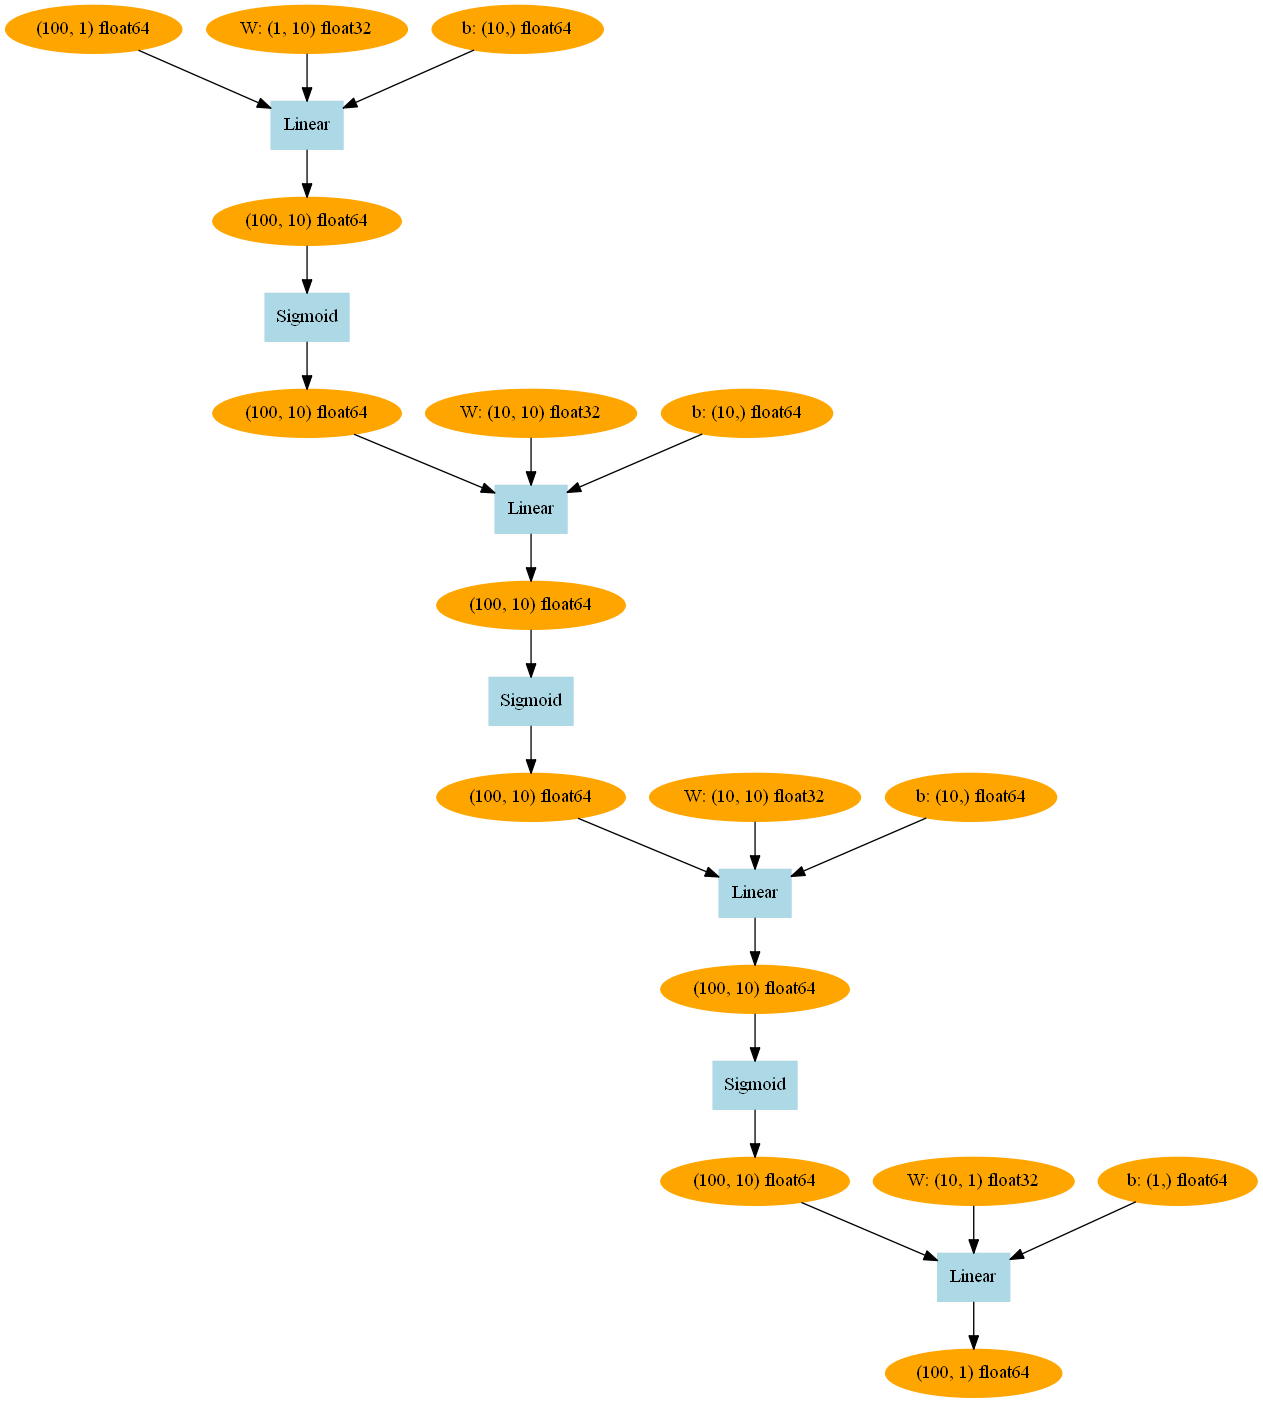 (100, 1) float64
W: (1, 10) float32
b: (10,) float64
Linear
(100, 10) float64
Sigmoid
(100, 10) float64
W: (10, 10) float32
b: (10,) float64
Linear
(100, 10) float64
Sigmoid
(100, 10) float64
W: (10, 10) float32
b: (10,) float64
Linear
(100, 10) float64
Sigmoid
(100, 10) float64
W: (10, 1) float32
b: (1,) float64
Linear
(100, 1) float64